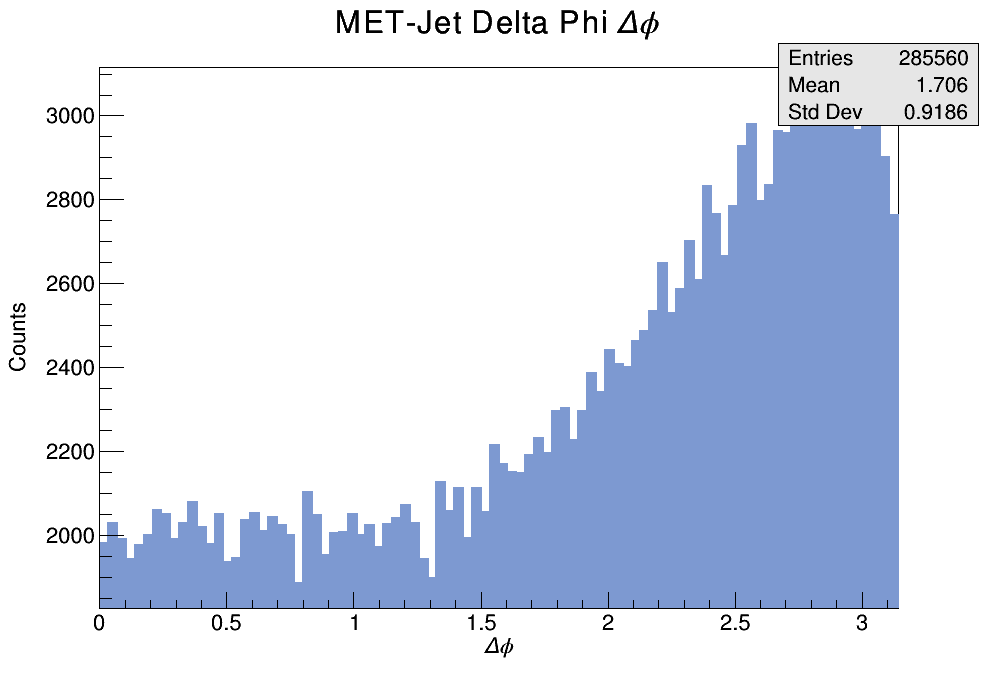 MET-Jet Delta Phi Δϕ
Entries 285560
Mean 1.706
Std Dev 0.9186
3000
2800
2600
2400
2200
2000
Counts
0 0.5 1 1.5 2 2.5 3
Δϕ